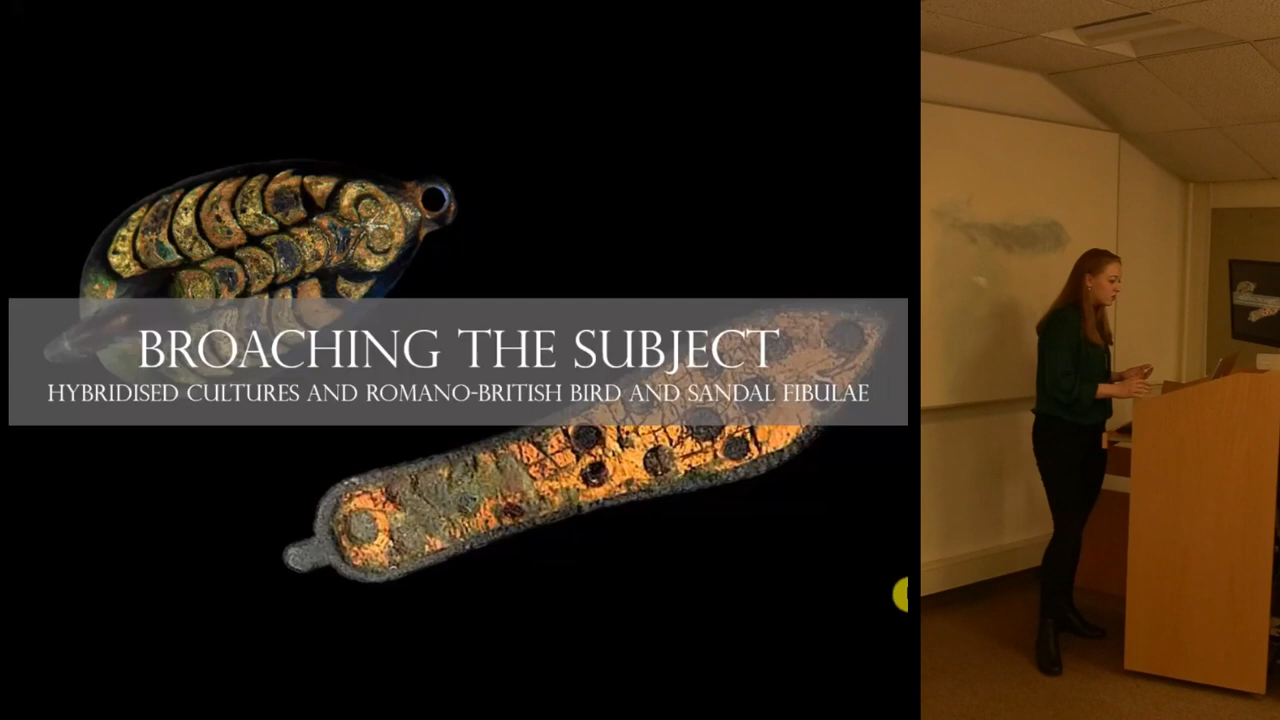 BROACHING THE SUBJECT
HYBRIDISED CULTURES AND ROMANO-BRITISH BIRD AND SANDAL FIBULAE